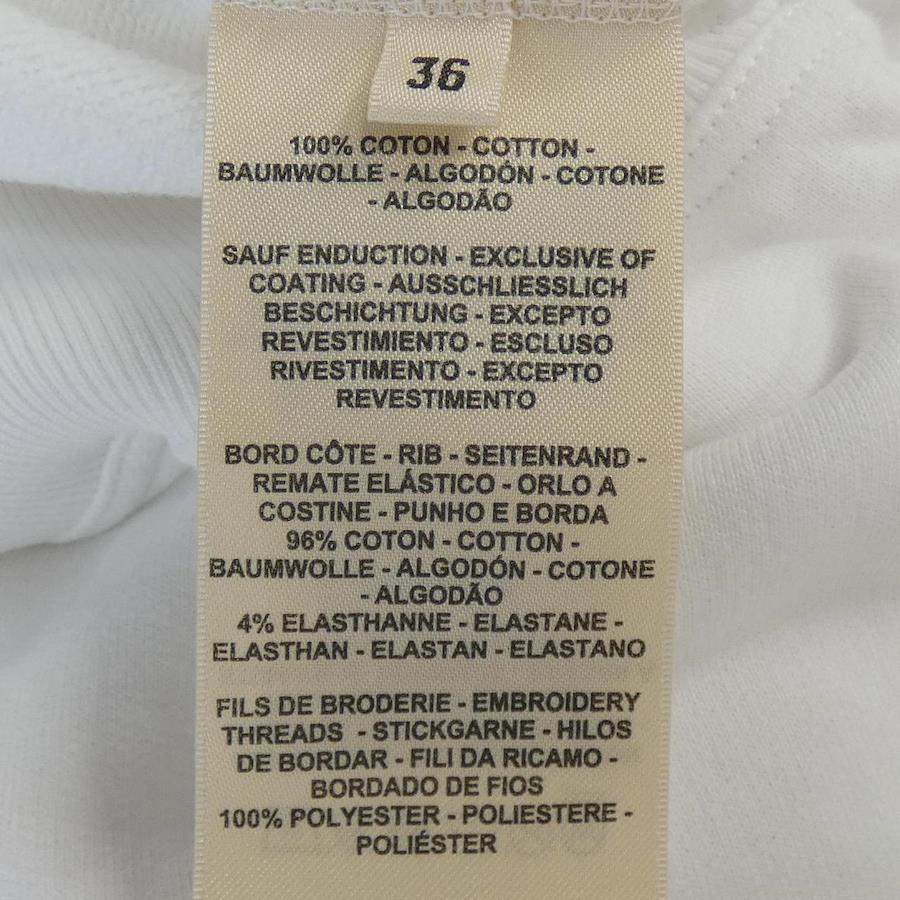 36
100% COTON - COTTON -
BAUMWOLLE - ALGODÓN - COTONE
- ALGODÃO
SAUF ENDUCTION - EXCLUSIVE OF
COATING - AUSSCHLIESSLICH
BESCHICHTUNG - EXCEPTO
REVESTIMIENTO - ESCLUSO
RIVESTIMENTO - EXCEPTO
REVESTIMENTO
BORD CÔTE - RIB - SEITENRAND -
REMATE ELÁSTICO - ORLO A
COSTINE - PUNHO E BORDA
96% COTON - COTTON -
BAUMWOLLE - ALGODÓN - COTONE
- ALGODÃO
4% ELASTHANNE - ELASTANE -
ELASTHAN - ELASTAN - ELASTANO
FILS DE BRODERIE - EMBROIDERY
THREADS - STICKGARNE - HILOS
DE BORDAR - FILI DA RICAMO -
BORDADO DE FIOS
100% POLYESTER - POLIESTERE -
POLIÉSTER